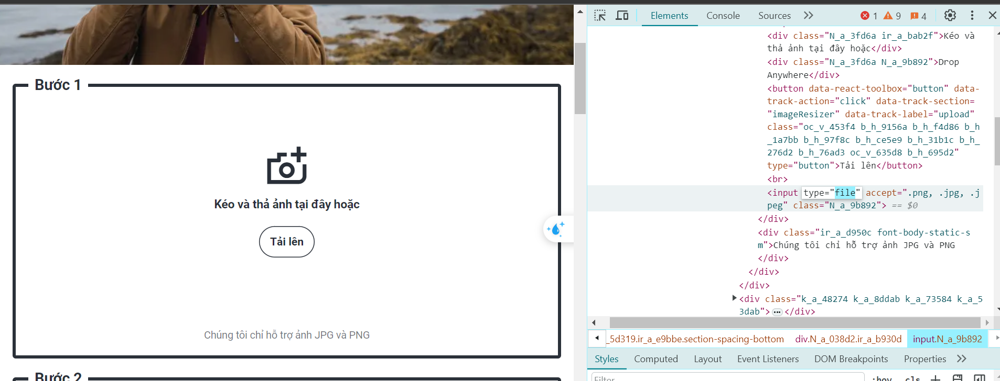 Bước 1
Kéo và thả ảnh tại đây hoặc
Tải lên
Chúng tôi chỉ hỗ trợ ảnh JPG và PNG
Bước 2
Elements Console Sources 1 9 4
<div class="N_a_3fd6a ir_a_bab2f">Kéo và
thả ảnh tại đây hoặc</div>
<div class="N_a_3fd6a N_a_9b892">Drop
Anywhere</div>
<button data-react-toolbox="button" data-
track-action="click" data-track-section=
"imageResizer" data-track-label="upload"
class="oc_v_453f4 b_h_9156a b_h_f4d86 b_h
_1a7bb b_h_97f8c b_h_ce5e9 b_h_31b1c b_h_
276d2 b_h_76ad3 oc_v_635d8 b_h_695d2"
type="button">Tải lên</button>
<br>
<input type="file" accept=".png, .jpg, .j
peg" class="N_a_9b892"> == $0
</div>
<div class="ir_a_d950c font-body-static-s
m">Chúng tôi chỉ hỗ trợ ảnh JPG và PNG
</div>
</div>
</div>
<div class="k_a_48274 k_a_8ddab k_a_73584 k_a_5
3dab">…</div>
_5d319.ir_a_e9bbe.section-spacing-bottom div.N_a_038d2.ir_a_b930d input.N_a_9b892
Styles Computed Layout Event Listeners DOM Breakpoints Properties
Filter :hov .cls